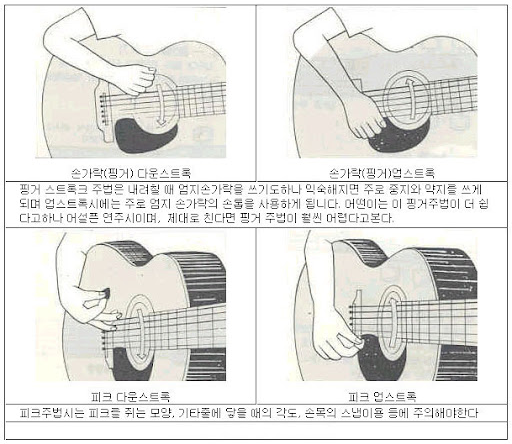 손가락(핑거) 다운스트록
손가락(핑거)업스트록
핑거 스트록크 주법은 내려칠 때 엄지손가락을 쓰기도하나 익숙해지면 주로 중지와 약지를 쓰게
되며 업스트록시에는 주로 엄지 손가락의 손톱을 사용하게 됩니다. 어떤이는 이 핑거주법이 더 쉽
다고하나 어설픈 연주시이며,  제대로 친다면 핑거 주법이 훨씬 어렵다고본다.
피크 다운스트록
피크 업스트록
피크주법시는 피크를 쥐는 모양, 기타줄에 닿을 때의 각도, 손목의 스냅이용 등에 주의해야한다